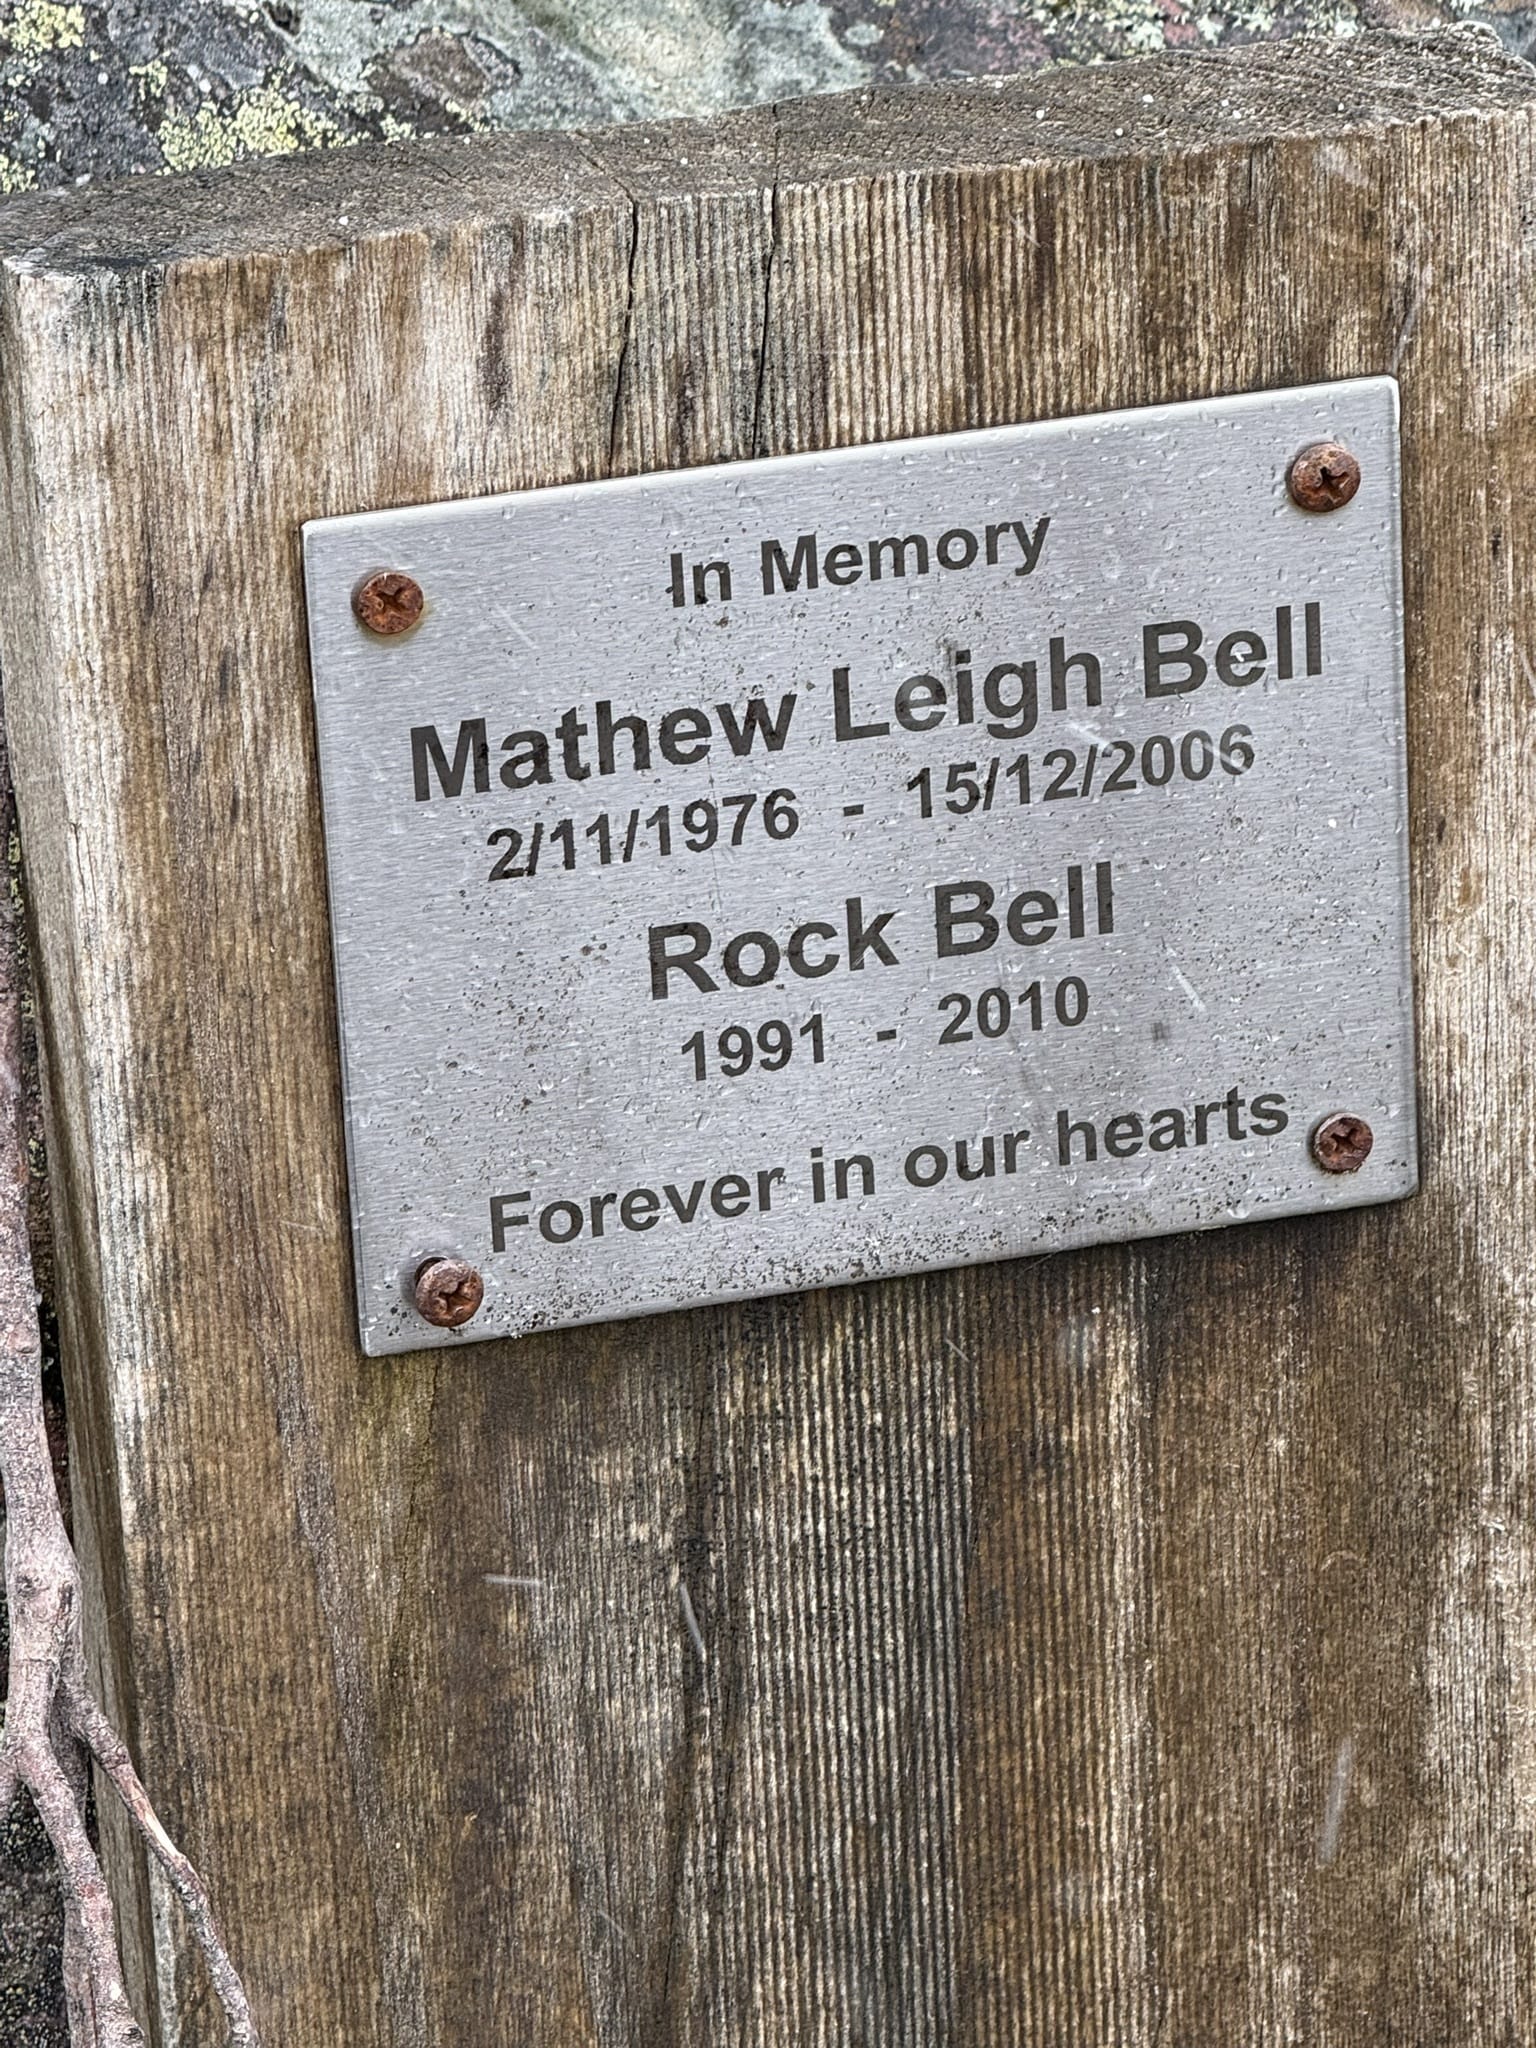 In Memory
Mathew Leigh Bell
2/11/1976 - 15/12/2006
Rock Bell
1991 - 2010
Forever in our hearts